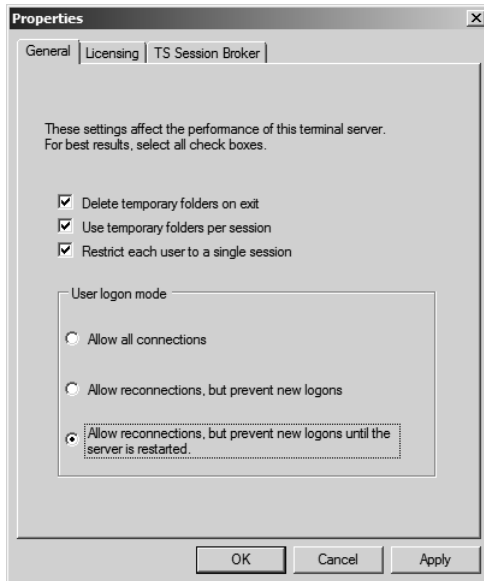 Properties
General
Licensing
TS Session Broker
These settings affect the performance of this terminal server.
For best results, select all check boxes.
Delete temporary folders on exit
Use temporary folders per session
Restrict each user to a single session
User logon mode
Allow all connections
Allow reconnections, but prevent new logons
Allow reconnections, but prevent new logons until the
server is restarted.
OK
Cancel
Apply